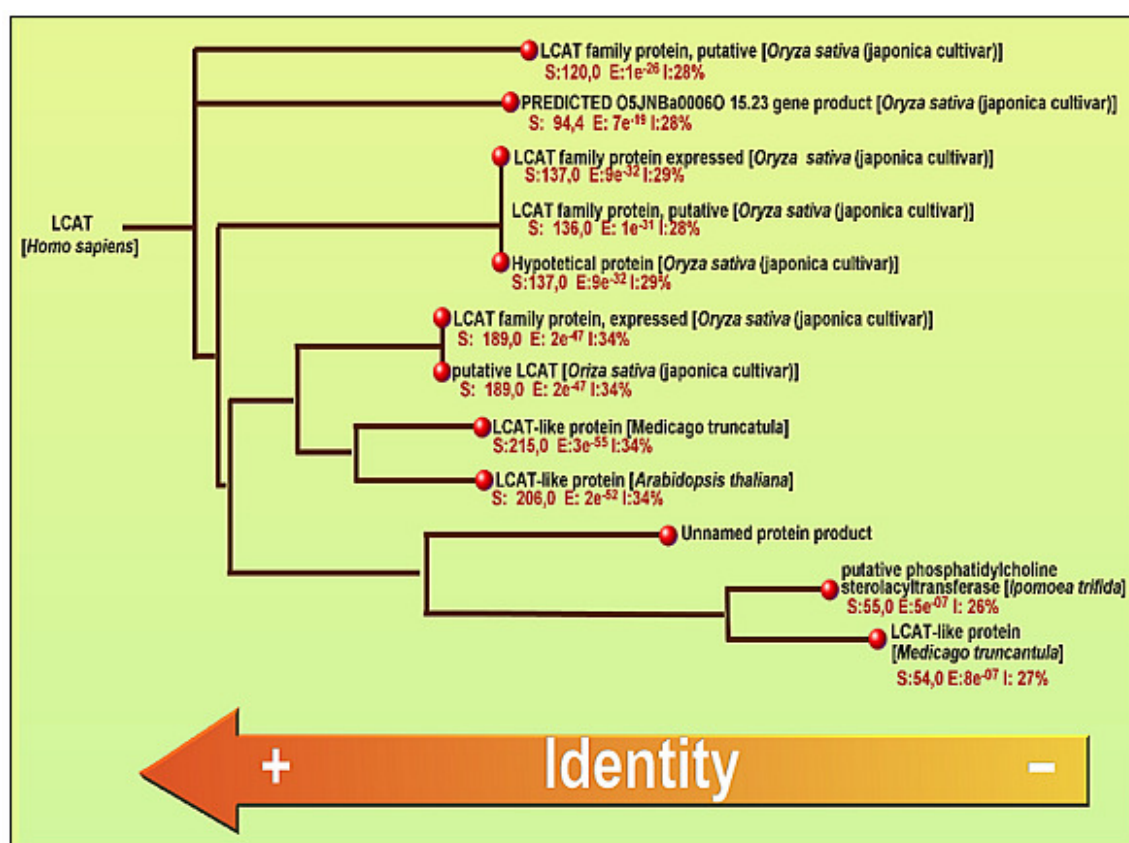 LCAT family protein, putative [Oryza sativa (japonica cultivar)]
S:120,0 E:1e-26 I:28%
PREDICTED O5JNBa0006O 15.23 gene product [Oryza sativa (japonica cultivar)]
S: 94,4 E: 7e-19 I:28%
LCAT family protein expressed [Oryza sativa (japonica cultivar)]
S:137,0 E:9e-32 I:29%
LCAT family protein, putative [Oryza sativa (japonica cultivar)]
S: 136,0 E: 1e-31 I:28%
Hypotetical protein [Oryza sativa (japonica cultivar)]
S:137,0 E:9e-32 I:29%
LCAT
[Homo sapiens]
LCAT family protein, expressed [Oryza sativa (japonica cultivar)]
S: 189,0 E: 2e-47 I:34%
putative LCAT [Oriza sativa (japonica cultivar)]
S: 189,0 E: 2e-47 I:34%
LCAT-like protein [Medicago truncatula]
S:215,0 E:3e-55 I:34%
LCAT-like protein [Arabidopsis thaliana]
S: 206,0 E: 2e-52 I:34%
Unnamed protein product
putative phosphatidylcholine
sterolacyltransferase [Ipomoea trifida]
S:55,0 E:5e-07 I: 26%
LCAT-like protein
[Medicago truncantula]
S:54,0 E:8e-07 I: 27%
+ Identity −